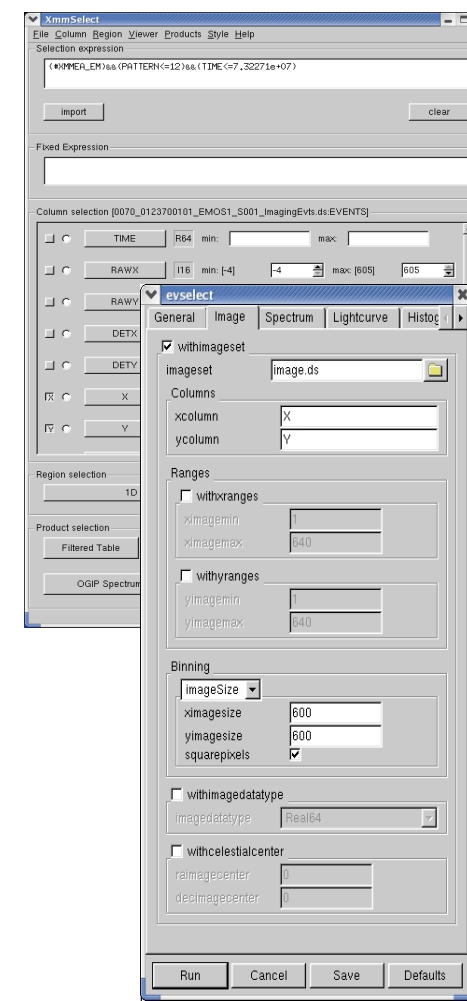 XmmSelect
File Column Region Viewer Products Style Help
Selection expression
(#XMMEA_EM)&&(PATTERN<=12)&&(TIME<=7.32271e+07)
import clear
Fixed Expression
Column selection [0070_0123700101_EMOS1_S001_ImagingEvts.ds:EVENTS]
TIME R64 min: max:
RAWX I16 min: [-4] -4 max: [605] 605
RAWY
DETX
DETY
X
Y
Region selection
1D
Product selection
Filtered Table
OGIP Spectrum
evselect
General Image Spectrum Lightcurve Histog
withimageset
imageset image.ds
Columns
xcolumn X
ycolumn Y
Ranges
withxranges
ximagemin 1
ximagemax 640
withyranges
yimagemin 1
yimagemax 640
Binning
imageSize
ximagesize 600
yimagesize 600
squarepixels
withimagedatatype
imagedatatype Real64
withcelestialcenter
raimagecenter 0
decimagecenter 0
Run Cancel Save Defaults